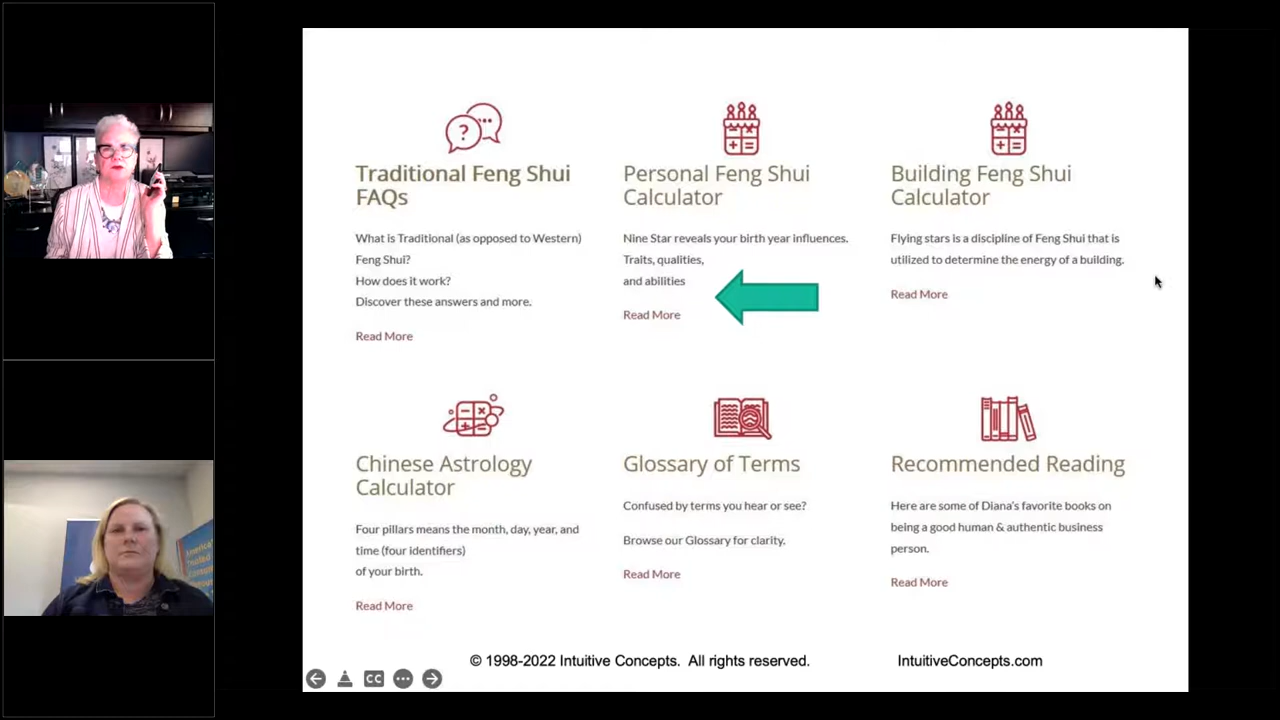 Traditional Feng Shui
FAQs
What is Traditional (as opposed to Western)
Feng Shui?
How does it work?
Discover these answers and more.
Read More
Personal Feng Shui
Calculator
Nine Star reveals your birth year influences.
Traits, qualities,
and abilities
Read More
Building Feng Shui
Calculator
Flying stars is a discipline of Feng Shui that is
utilized to determine the energy of a building.
Read More
Chinese Astrology
Calculator
Four pillars means the month, day, year, and
time (four identifiers)
of your birth.
Read More
Glossary of Terms
Confused by terms you hear or see?
Browse our Glossary for clarity.
Read More
Recommended Reading
Here are some of Diana's favorite books on
being a good human & authentic business
person.
Read More
© 1998-2022 Intuitive Concepts. All rights reserved.
IntuitiveConcepts.com
CC
America's